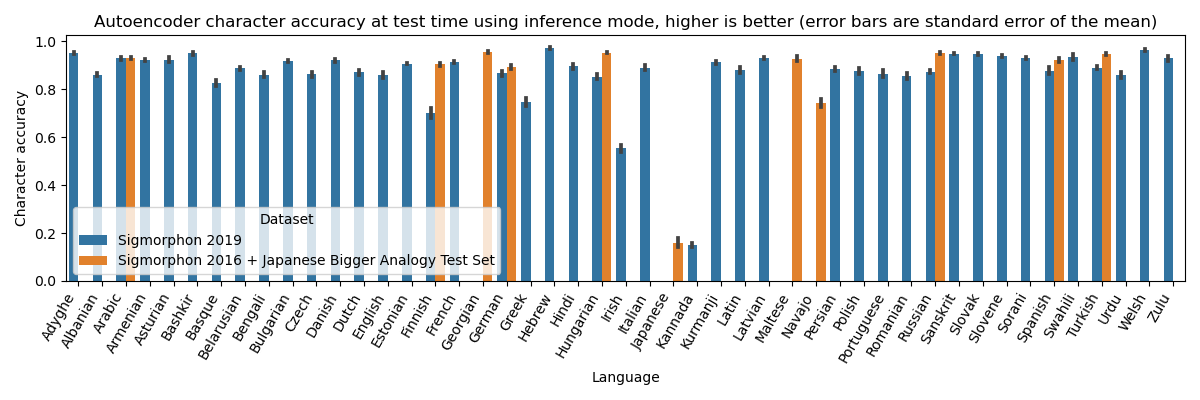 Autoencoder character accuracy at test time using inference mode, higher is better (error bars are standard error of the mean)
Character accuracy
1.0
0.8
0.6
0.4
0.2
0.0
Dataset
Sigmorphon 2019
Sigmorphon 2016 + Japanese Bigger Analogy Test Set
Adyghe
Albanian
Arabic
Armenian
Asturian
Bashkir
Basque
Belarusian
Bengali
Bulgarian
Czech
Danish
Dutch
English
Estonian
Finnish
French
Georgian
German
Greek
Hebrew
Hindi
Hungarian
Irish
Italian
Japanese
Kannada
Kurmanji
Latin
Latvian
Maltese
Navajo
Persian
Polish
Portuguese
Romanian
Russian
Sanskrit
Slovak
Slovene
Sorani
Spanish
Swahili
Turkish
Urdu
Welsh
Zulu
Language